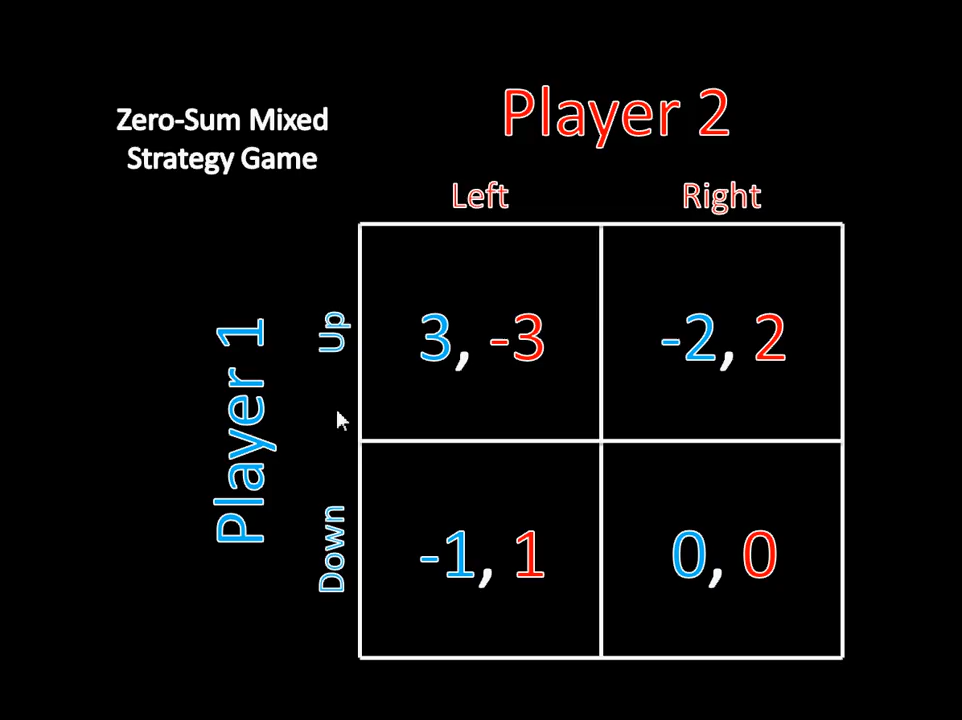 Zero-Sum Mixed
Strategy Game
Player 2
Left Right
Player 1
Up
3, -3 -2, 2
Down
-1, 1 0, 0